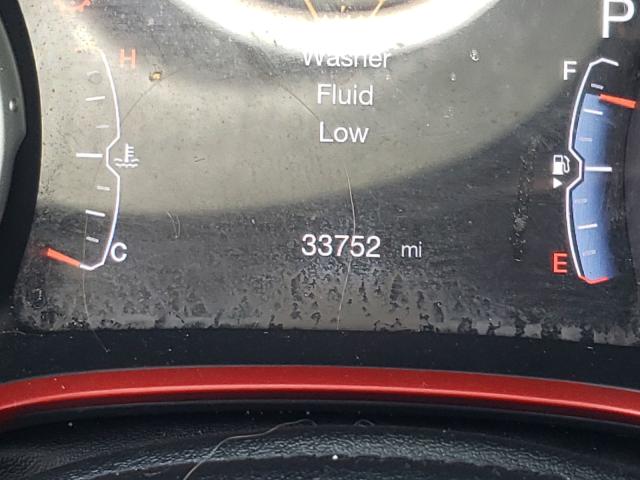 P
H
Washer
Fluid
Low
F
C
33752 mi
E